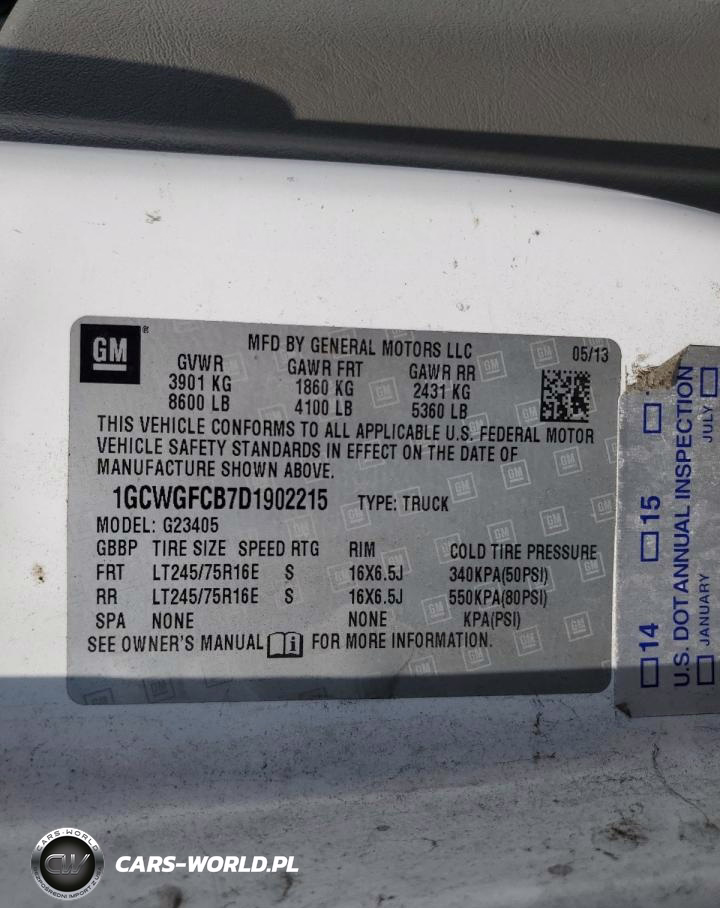 GM
MFD BY GENERAL MOTORS LLC 05/13
GVWR GAWR FRT GAWR RR
3901 KG 1860 KG 2431 KG
8600 LB 4100 LB 5360 LB
THIS VEHICLE CONFORMS TO ALL APPLICABLE U.S. FEDERAL MOTOR
VEHICLE SAFETY STANDARDS IN EFFECT ON THE DATE OF
MANUFACTURE SHOWN ABOVE.
1GCWGFCB7D1902215 TYPE: TRUCK
MODEL: G23405
GBBP TIRE SIZE SPEED RTG RIM COLD TIRE PRESSURE
FRT LT245/75R16E S 16X6.5J 340KPA(50PSI)
RR LT245/75R16E S 16X6.5J 550KPA(80PSI)
SPA NONE NONE KPA(PSI)
SEE OWNER'S MANUAL FOR MORE INFORMATION.
14 15
U.S. DOT ANNUAL INSPECTION
JANUARY JULY
CARS-WORLD
CW
CARS-WORLD.PL